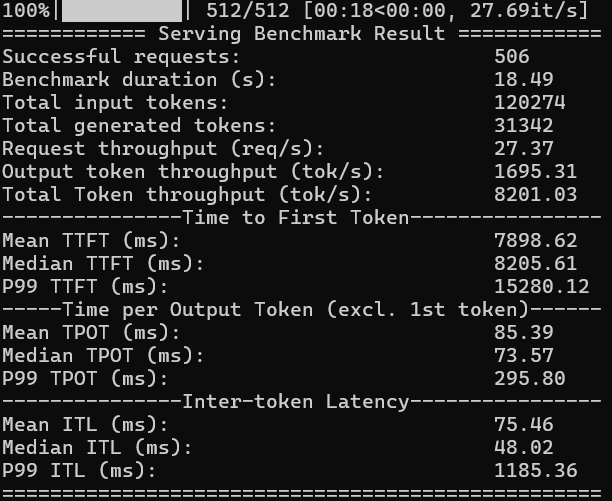 100%|██████████| 512/512 [00:18<00:00, 27.69it/s]
============ Serving Benchmark Result ============
Successful requests:                     506
Benchmark duration (s):                  18.49
Total input tokens:                      120274
Total generated tokens:                  31342
Request throughput (req/s):              27.37
Output token throughput (tok/s):         1695.31
Total Token throughput (tok/s):          8201.03
---------------Time to First Token----------------
Mean TTFT (ms):                          7898.62
Median TTFT (ms):                        8205.61
P99 TTFT (ms):                           15280.12
-----Time per Output Token (excl. 1st token)------
Mean TPOT (ms):                          85.39
Median TPOT (ms):                        73.57
P99 TPOT (ms):                           295.80
---------------Inter-token Latency----------------
Mean ITL (ms):                           75.46
Median ITL (ms):                         48.02
P99 ITL (ms):                            1185.36
==================================================